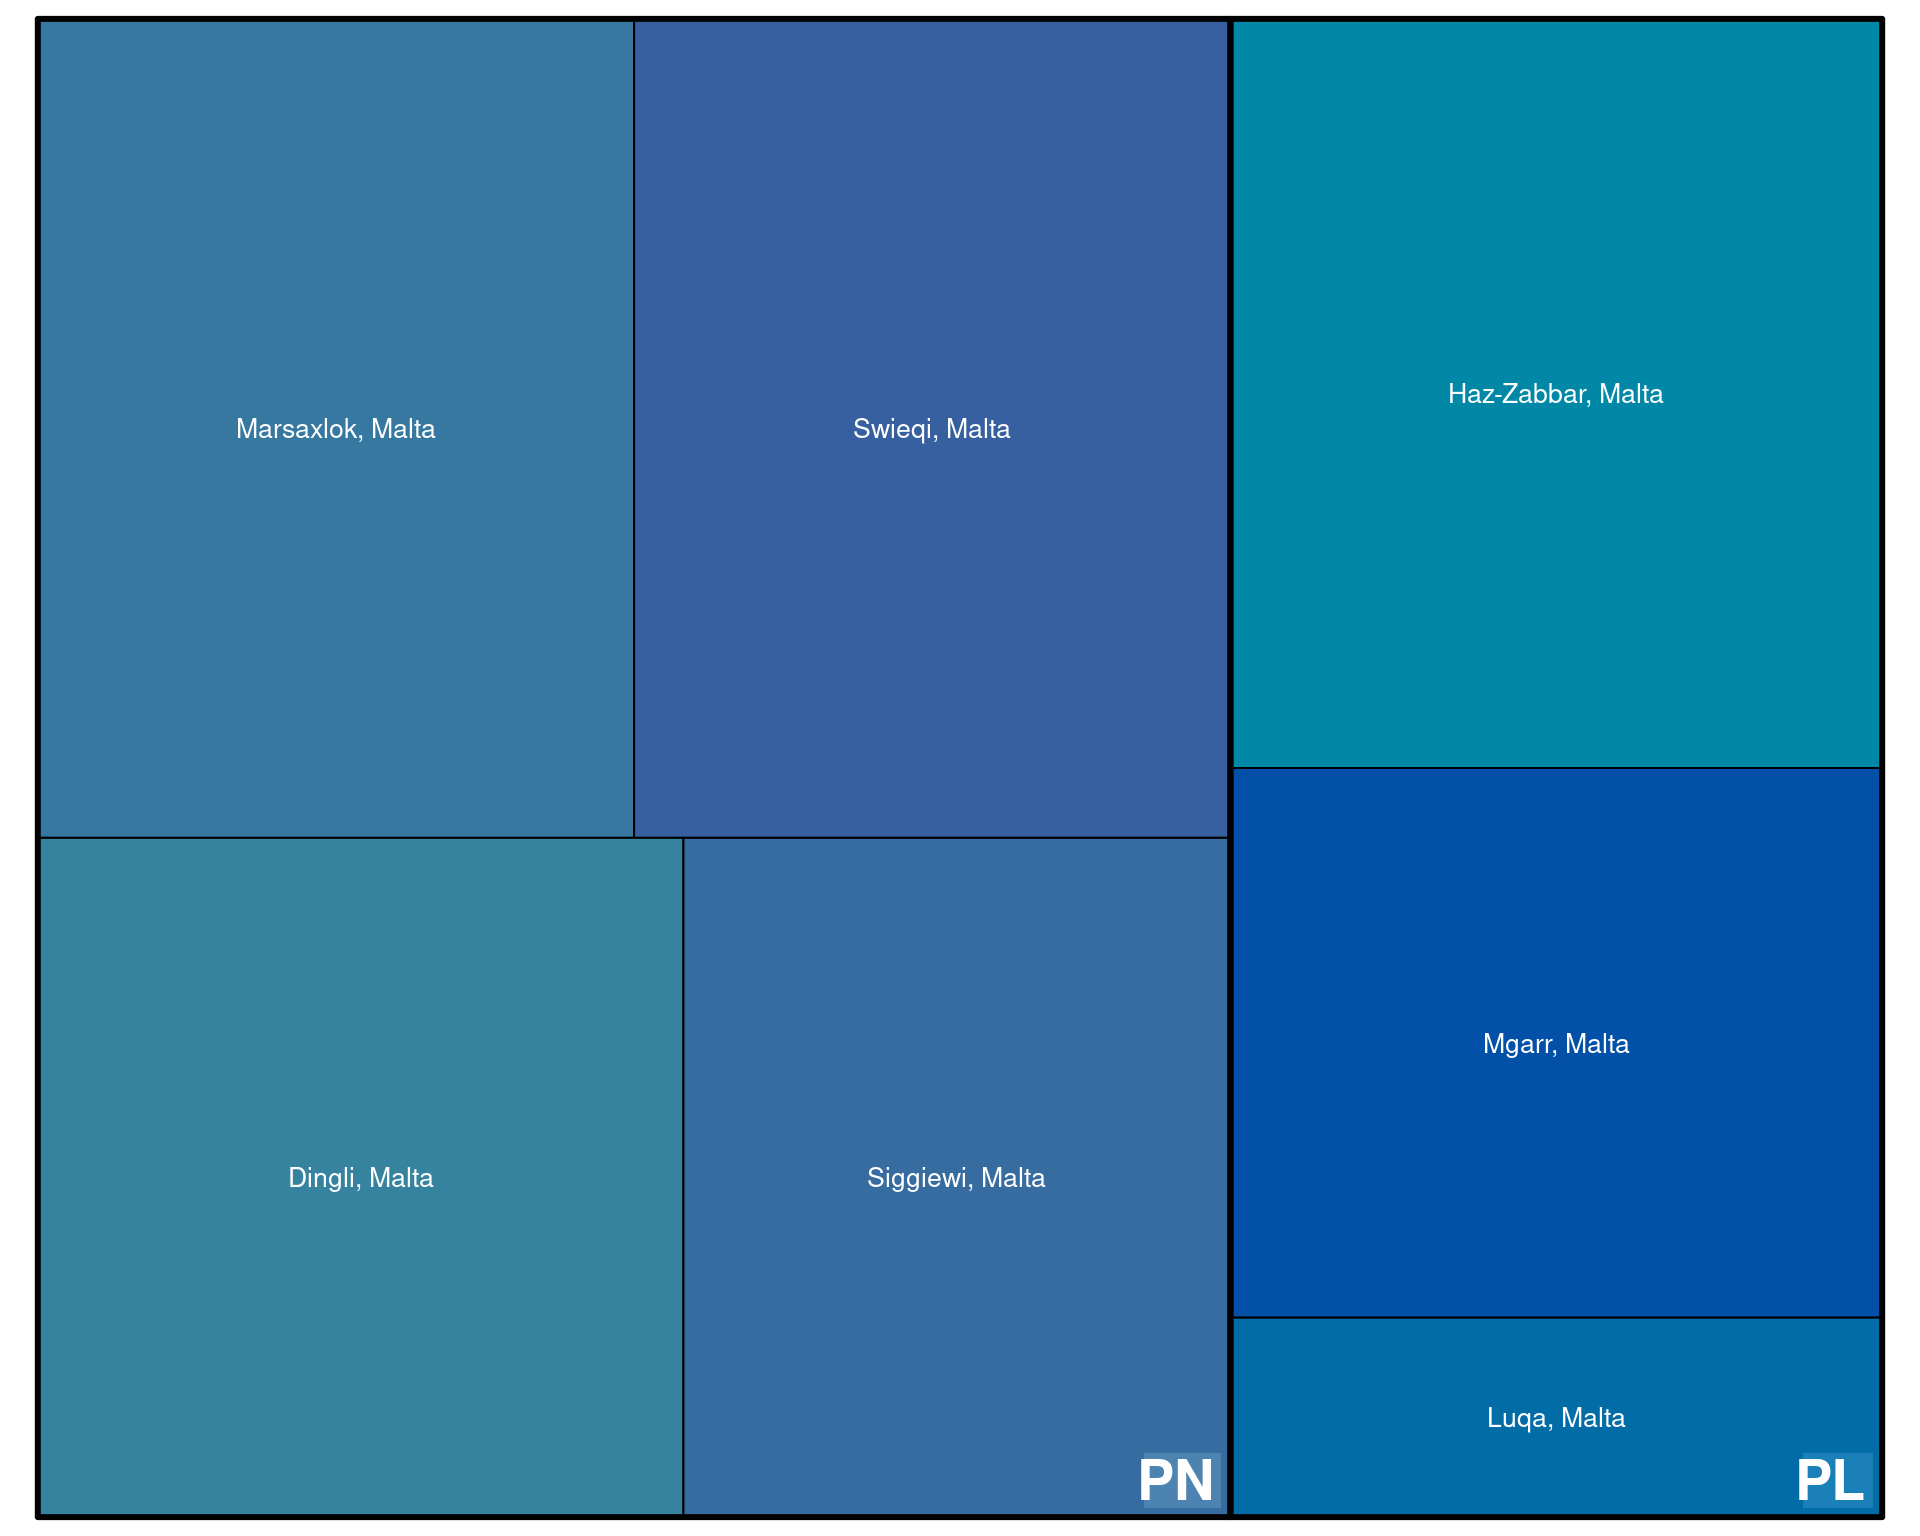 Marsaxlok, Malta
Swieqi, Malta
Haz-Zabbar, Malta
Mgarr, Malta
Dingli, Malta
Siggiewi, Malta
Luqa, Malta
PN
PL